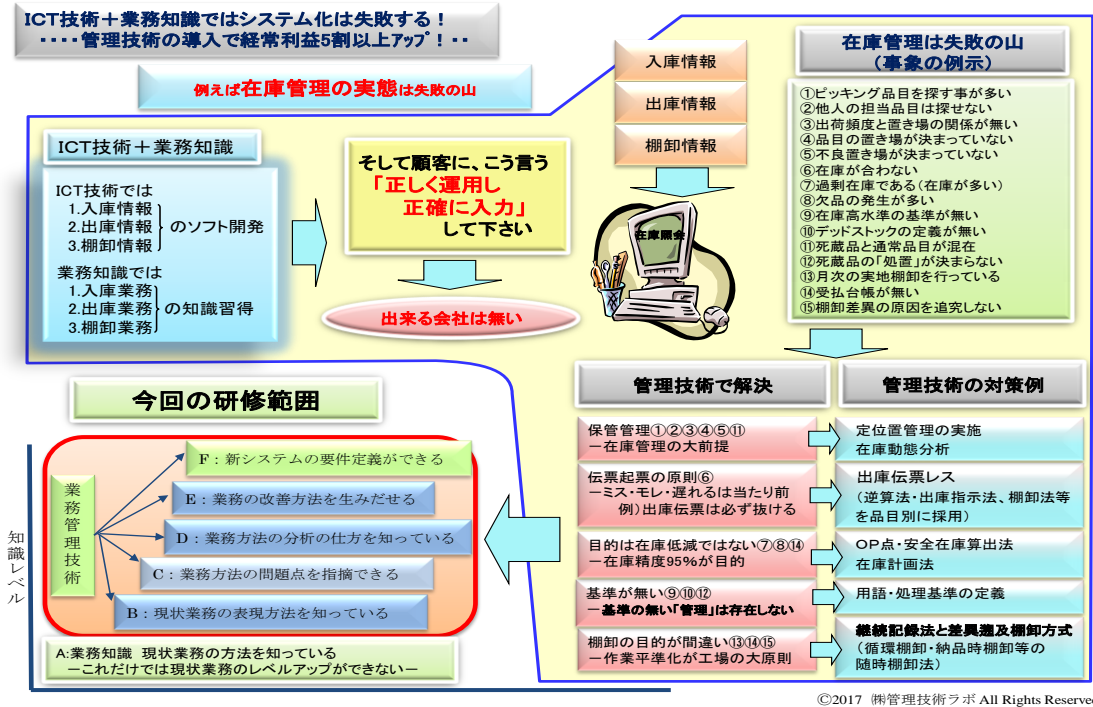 ICT技術＋業務知識ではシステム化は失敗する！
････管理技術の導入で経常利益5割以上アップ！･･
例えば在庫管理の実態は失敗の山
ICT技術＋業務知識
ICT技術では
1.入庫情報
2.出庫情報
3.棚卸情報
のソフト開発
業務知識では
1.入庫業務
2.出庫業務
3.棚卸業務
の知識習得
そして顧客に、こう言う
「正しく運用し
正確に入力」
して下さい
出来る会社は無い
入庫情報
出庫情報
棚卸情報
在庫照会
在庫管理は失敗の山
（事象の例示）
①ピッキング品目を探す事が多い
②他人の担当品目は探せない
③出荷頻度と置き場の関係が無い
④品目の置き場が決まっていない
⑤不良置き場が決まっていない
⑥在庫が合わない
⑦過剰在庫である（在庫が多い）
⑧欠品の発生が多い
⑨在庫高水準の基準が無い
⑩デッドストックの定義が無い
⑪死蔵品と通常品目が混在
⑫死蔵品の「処置」が決まらない
⑬月次の実地棚卸を行っている
⑭受払台帳が無い
⑮棚卸差異の原因を追究しない
管理技術で解決
管理技術の対策例
保管管理①②③④⑤⑪
－在庫管理の大前提
定位置管理の実施
在庫動態分析
伝票起票の原則⑥
－ミス・モレ・遅れるは当たり前
例）出庫伝票は必ず抜ける
出庫伝票レス
（逆算法・出庫指示法、棚卸法等
を品目別に採用）
目的は在庫低減ではない⑦⑧⑭
－在庫精度95%が目的
OP点・安全在庫算出法
在庫計画法
基準が無い⑨⑩⑫
－基準の無い「管理」は存在しない
用語・処理基準の定義
棚卸の目的が間違い⑬⑭⑮
－作業平準化が工場の大原則
継続記録法と差異遡及棚卸方式
（循環棚卸・納品時棚卸等の
随時棚卸法）
今回の研修範囲
知識レベル
業務管理技術
F：新システムの要件定義ができる
E：業務の改善方法を生みだせる
D：業務方法の分析の仕方を知っている
C：業務方法の問題点を指摘できる
B：現状業務の表現方法を知っている
A:業務知識 現状業務の方法を知っている
－これだけでは現状業務のレベルアップができない－
©2017 ㈱管理技術ラボ All Rights Reserve